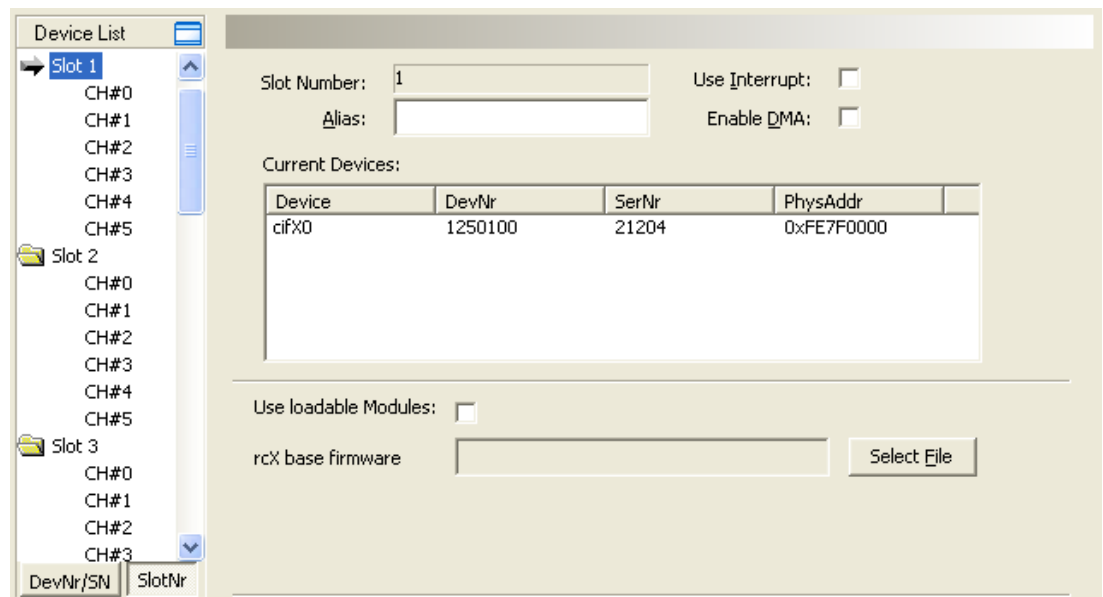 Device List
Slot 1
CH#0
CH#1
CH#2
CH#3
CH#4
CH#5
Slot 2
CH#0
CH#1
CH#2
CH#3
CH#4
CH#5
Slot 3
CH#0
CH#1
CH#2
CH#3
DevNr/SN SlotNr
Slot Number: 1 Use Interrupt:
Alias: Enable DMA:
Current Devices:
Device DevNr SerNr PhysAddr
cifX0 1250100 21204 0xFE7F0000
Use loadable Modules:
rcX base firmware Select File